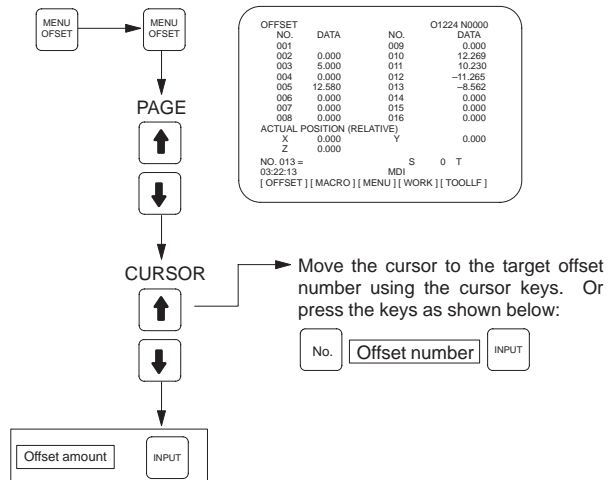 MENU
OFSET
MENU
OFSET
OFFSET O1224 N0000
NO. DATA NO. DATA
001 009 0.000
002 0.000 010 12.269
003 5.000 011 10.230
004 0.000 012 –11.265
005 12.580 013 –8.562
006 0.000 014 0.000
007 0.000 015 0.000
008 0.000 016 0.000
ACTUAL POSITION (RELATIVE)
X 0.000 Y 0.000
Z 0.000
NO. 013 = S 0 T
03:22:13 MDI
[ OFFSET ] [ MACRO ] [ MENU ] [ WORK ] [ TOOLLF ]
PAGE
CURSOR
Move the cursor to the target offset
number using the cursor keys. Or
press the keys as shown below:
No. Offset number INPUT
Offset amount INPUT